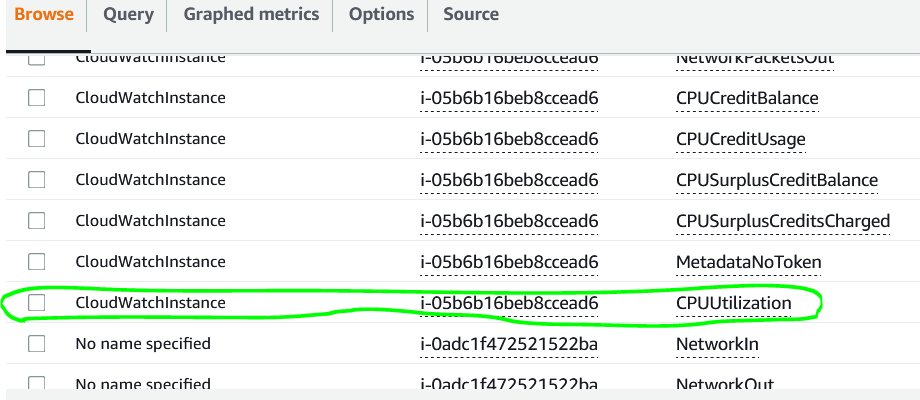 Browse Query Graphed metrics Options Source
CloudWatchInstance i-05b6b16beb8ccead6 NetworkPacketsOut
CloudWatchInstance i-05b6b16beb8ccead6 CPUCreditBalance
CloudWatchInstance i-05b6b16beb8ccead6 CPUCreditUsage
CloudWatchInstance i-05b6b16beb8ccead6 CPUSurplusCreditBalance
CloudWatchInstance i-05b6b16beb8ccead6 CPUSurplusCreditsCharged
CloudWatchInstance i-05b6b16beb8ccead6 MetadataNoToken
CloudWatchInstance i-05b6b16beb8ccead6 CPUUtilization
No name specified i-0adc1f472521522ba NetworkIn
No name specified i-0adc1f472521522ba NetworkOut